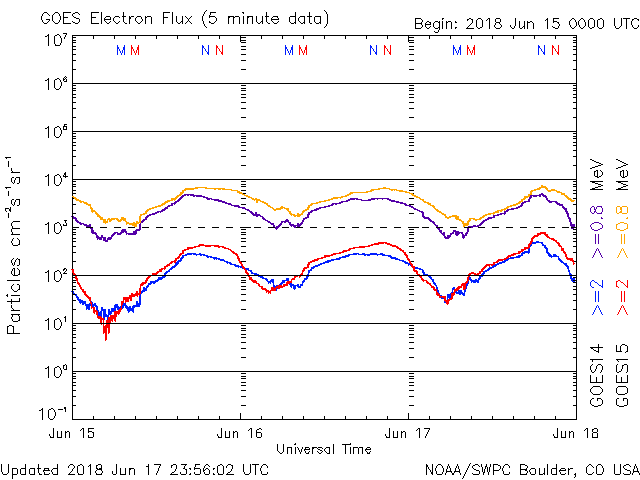 GOES Electron Flux (5 minute data)
Begin: 2018 Jun 15 0000 UTC
M M N N M M N N M M N N
10⁷
10⁶
10⁵
10⁴
10³
10²
10¹
10⁰
10⁻¹
Particles cm⁻²s⁻¹sr⁻¹
Jun 15 Jun 16 Jun 17 Jun 18
Universal Time
GOES14 >=2 >=0.8 MeV
GOES15 >=2 >=0.8 MeV
Updated 2018 Jun 17 23:56:02 UTC
NOAA/SWPC Boulder, CO USA